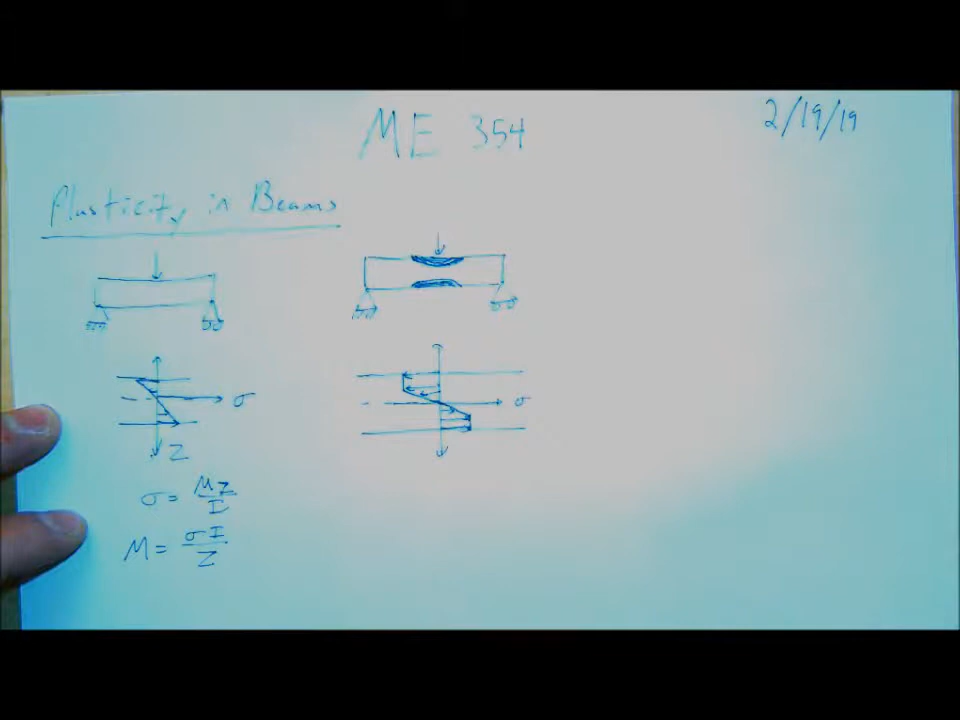 ME 354
2/19/19
Plasticity in Beams
σ
Z
σ = MZ/I
M = σI/Z
σ